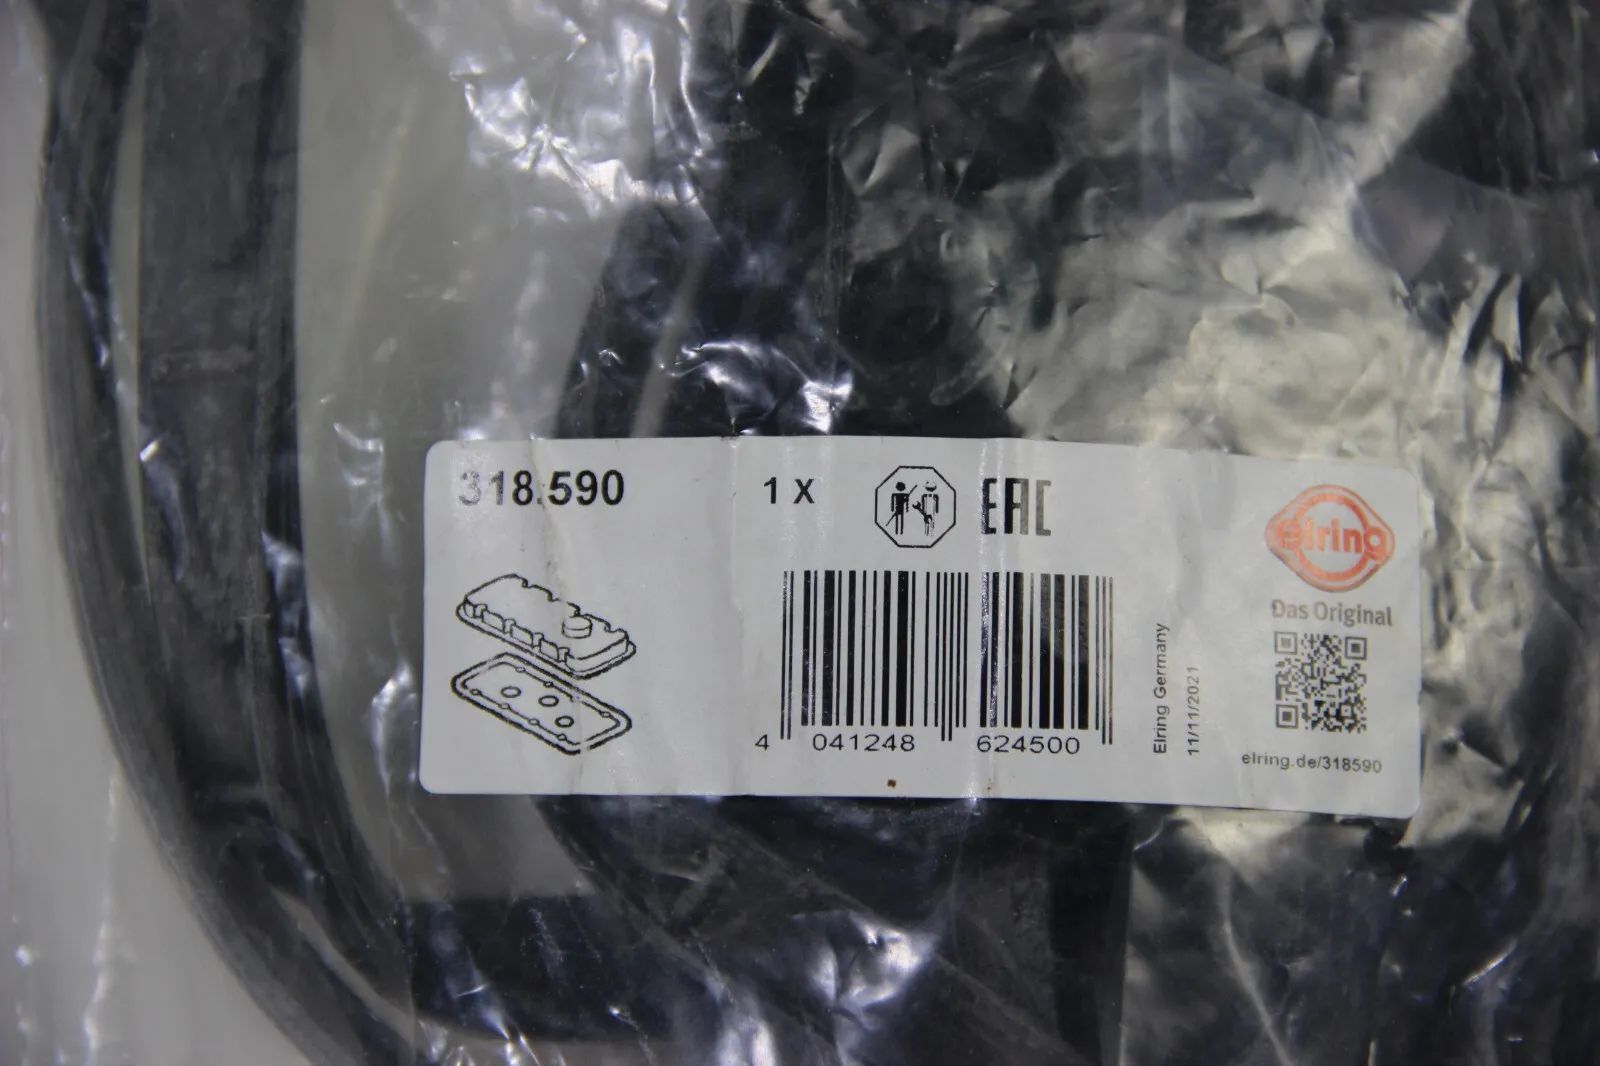 318.590
1 X
EAC
elring
Das Original
4 041248 624500
Elring Germany
11/11/2021
elring.de/318590